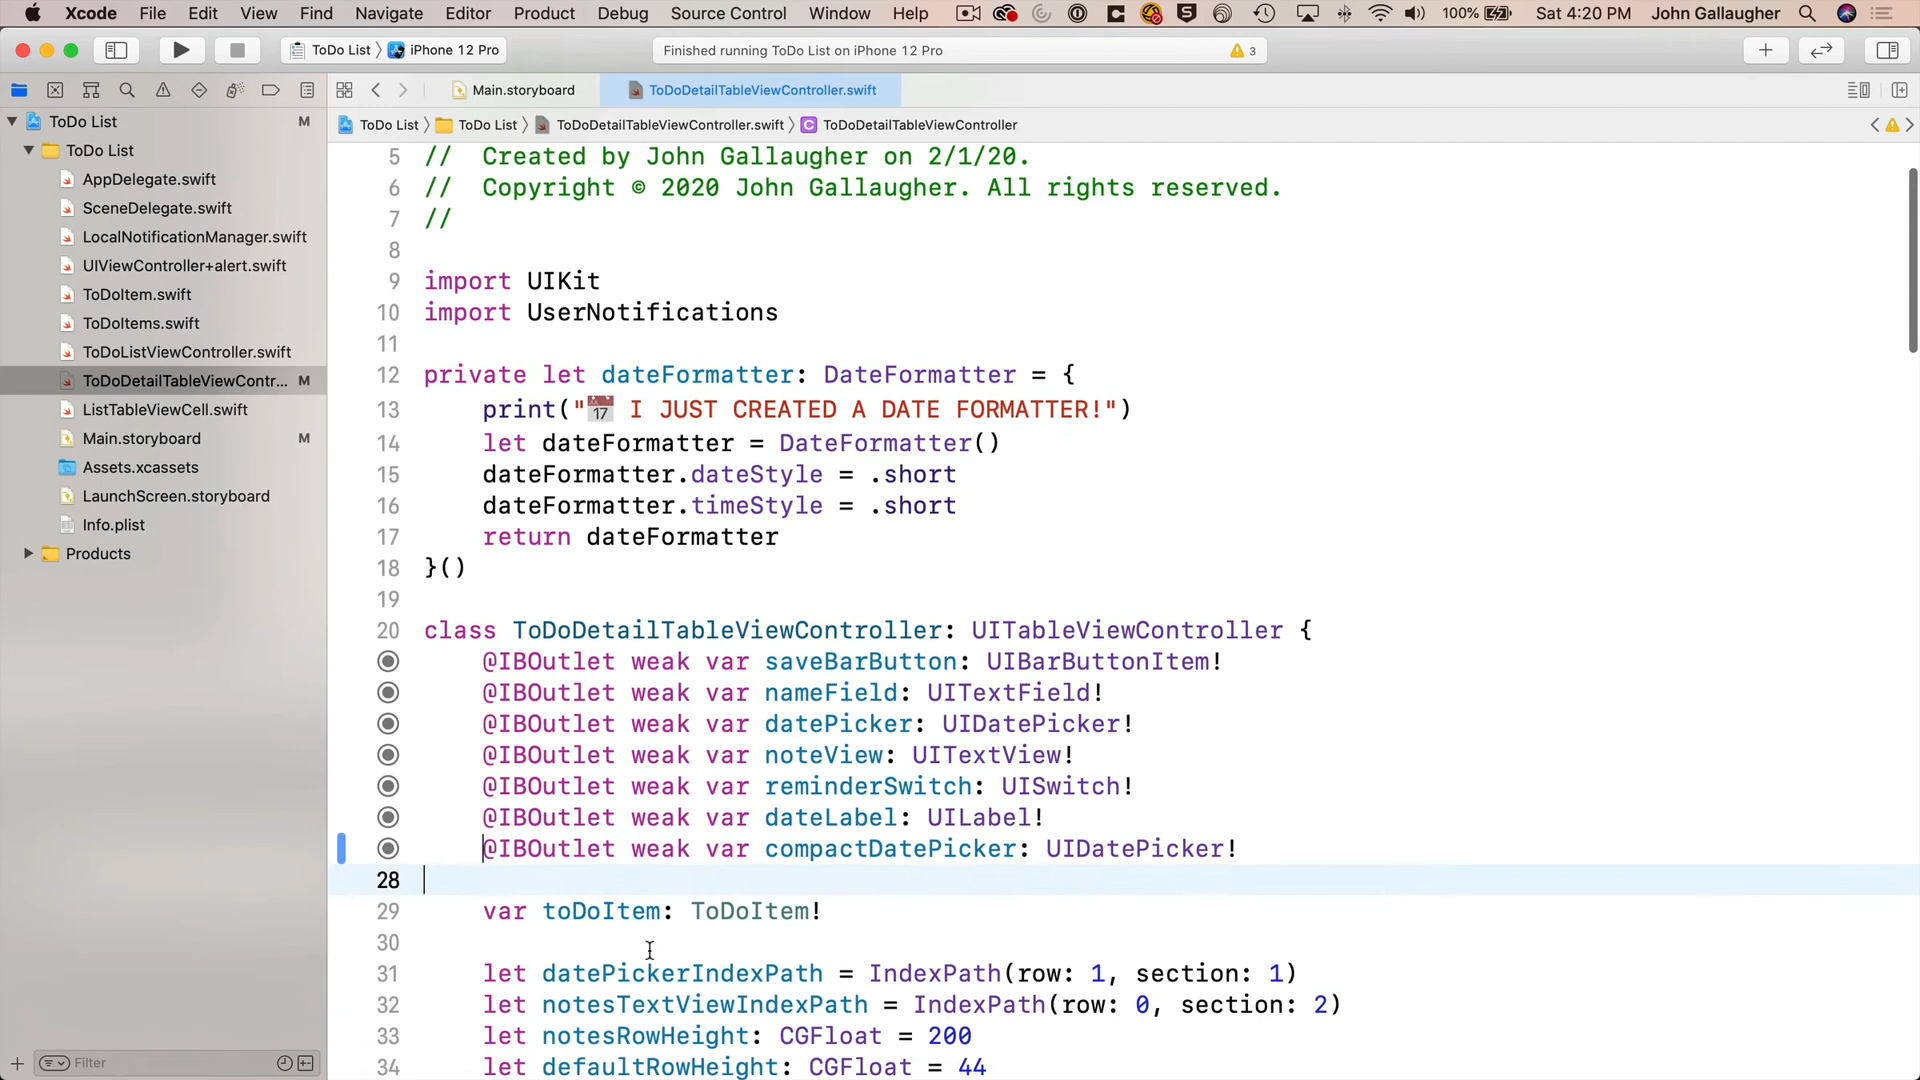 Xcode File Edit View Find Navigate Editor Product Debug Source Control Window Help 100% Sat 4:20 PM John Gallaugher
ToDo List iPhone 12 Pro Finished running ToDo List on iPhone 12 Pro 3
Main.storyboard ToDoDetailTableViewController.swift
ToDo List ToDo List ToDoDetailTableViewController.swift C ToDoDetailTableViewController
ToDo List M
ToDo List
AppDelegate.swift
SceneDelegate.swift
LocalNotificationManager.swift
UIViewController+alert.swift
ToDoItem.swift
ToDoItems.swift
ToDoListViewController.swift
ToDoDetailTableViewContr... M
ListTableViewCell.swift
Main.storyboard M
Assets.xcassets
LaunchScreen.storyboard
Info.plist
Products
Filter
5 //  Created by John Gallaugher on 2/1/20.
6 //  Copyright © 2020 John Gallaugher. All rights reserved.
7 //
8
9 import UIKit
10 import UserNotifications
11
12 private let dateFormatter: DateFormatter = {
13     print("📅 I JUST CREATED A DATE FORMATTER!")
14     let dateFormatter = DateFormatter()
15     dateFormatter.dateStyle = .short
16     dateFormatter.timeStyle = .short
17     return dateFormatter
18 }()
19
20 class ToDoDetailTableViewController: UITableViewController {
@IBOutlet weak var saveBarButton: UIBarButtonItem!
@IBOutlet weak var nameField: UITextField!
@IBOutlet weak var datePicker: UIDatePicker!
@IBOutlet weak var noteView: UITextView!
@IBOutlet weak var reminderSwitch: UISwitch!
@IBOutlet weak var dateLabel: UILabel!
@IBOutlet weak var compactDatePicker: UIDatePicker!
28
29     var toDoItem: ToDoItem!
30
31     let datePickerIndexPath = IndexPath(row: 1, section: 1)
32     let notesTextViewIndexPath = IndexPath(row: 0, section: 2)
33     let notesRowHeight: CGFloat = 200
34     let defaultRowHeight: CGFloat = 44